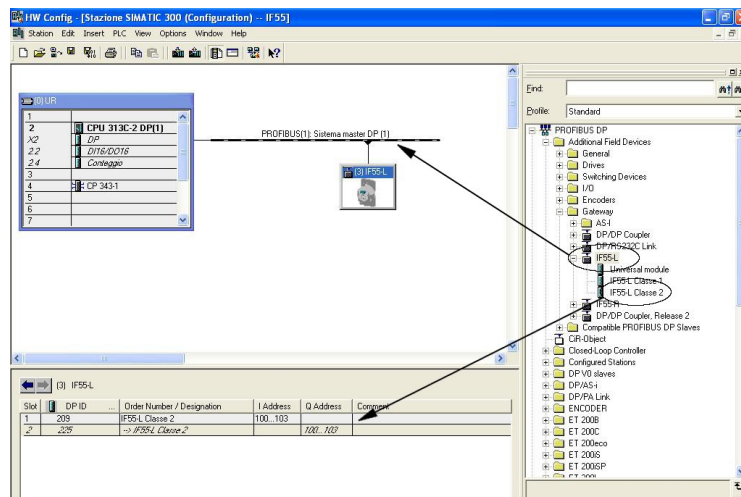 HW Config - [Stazione SIMATIC 300 (Configuration) -- IF55]
Station Edit Insert PLC View Options Window Help
(0) UR
1
2 CPU 313C-2 DP(1)
X2 DP
2.2 DI16/DO16
2.4 Conteggio
3
4 CP 343-1
5
6
7
PROFIBUS(1): Sistema master DP (1)
(3) IF55-L
Find:
Profile: Standard
PROFIBUS DP
Additional Field Devices
General
Drives
Switching Devices
I/O
Encoders
Gateway
AS-I
DP/DP Coupler
DP/RS232C Link
IF55-L
Universal module
IF55-L Classe 1
IF55-L Classe 2
DP/DP Coupler, Release 2
Compatible PROFIBUS DP Slaves
CiR-Object
Closed-Loop Controller
Configured Stations
DP V0 slaves
DP/AS-i
DP/PA Link
ENCODER
ET 200B
ET 200C
ET 200eco
ET 200iS
ET 200iSP
(3) IF55-L
Slot DP ID ... Order Number / Designation I Address Q Address Comment
1 209 IF55-L Classe 2 100...103
2 225 --> IF55-L Classe 2 100...103